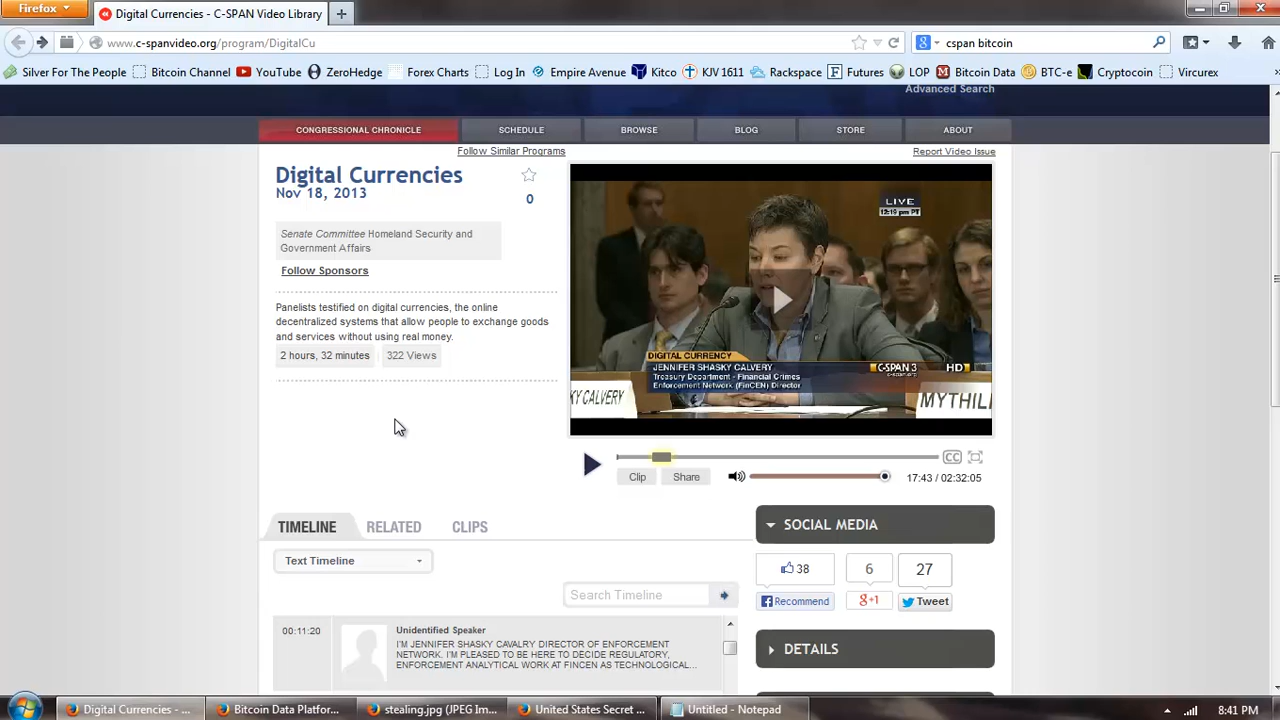 Firefox
Digital Currencies - C-SPAN Video Library
www.c-spanvideo.org/program/DigitalCu
cspan bitcoin
Silver For The People
Bitcoin Channel
YouTube
ZeroHedge
Forex Charts
Log In
Empire Avenue
Kitco
KJV 1611
Rackspace
Futures
LOP
Bitcoin Data
BTC-e
Cryptocoin
Vircurex
Advanced Search
CONGRESSIONAL CHRONICLE
SCHEDULE
BROWSE
BLOG
STORE
ABOUT
Follow Similar Programs
Report Video Issue
Digital Currencies
Nov 18, 2013
0
Senate Committee Homeland Security and
Government Affairs
Follow Sponsors
Panelists testified on digital currencies, the online
decentralized systems that allow people to exchange goods
and services without using real money.
2 hours, 32 minutes
322 Views
LIVE
12:19 pm PT
DIGITAL CURRENCY
JENNIFER SHASKY CALVERY
Treasury Department - Financial Crimes
Enforcement Network (FinCEN) Director
C-SPAN 3
HD
KY CALVERY
MYTHILI
CC
Clip
Share
17:43 / 02:32:05
TIMELINE
RELATED
CLIPS
Text Timeline
Search Timeline
00:11:20
Unidentified Speaker
I'M JENNIFER SHASKY CAVALRY DIRECTOR OF ENFORCEMENT
NETWORK. I'M PLEASED TO BE HERE TO DECIDE REGULATORY,
ENFORCEMENT ANALYTICAL WORK AT FINCEN AS TECHNOLOGICAL...
SOCIAL MEDIA
38
6
27
Recommend
+1
Tweet
DETAILS
Digital Currencies - ...
Bitcoin Data Platfor...
stealing.jpg (JPEG Im...
United States Secret ...
Untitled - Notepad
8:41 PM